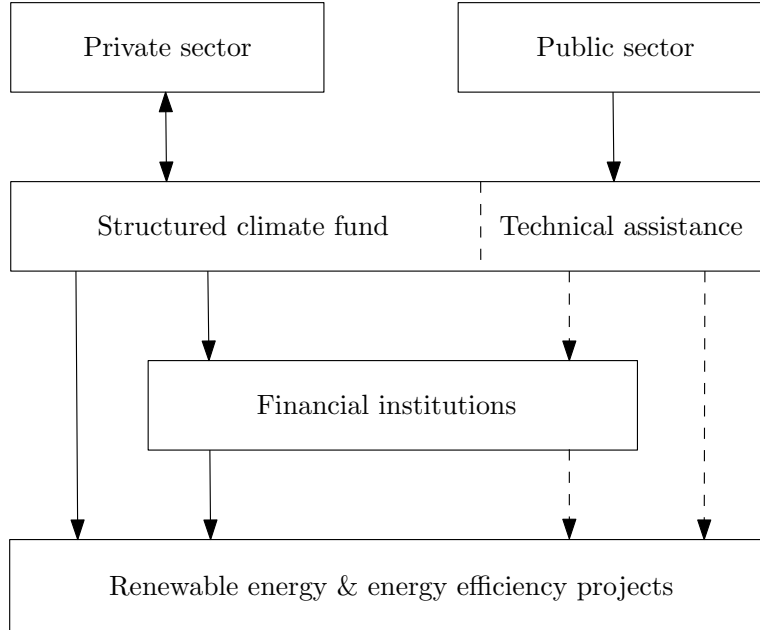 Private sector
Public sector
Structured climate fund
Technical assistance
Financial institutions
Renewable energy & energy efficiency projects